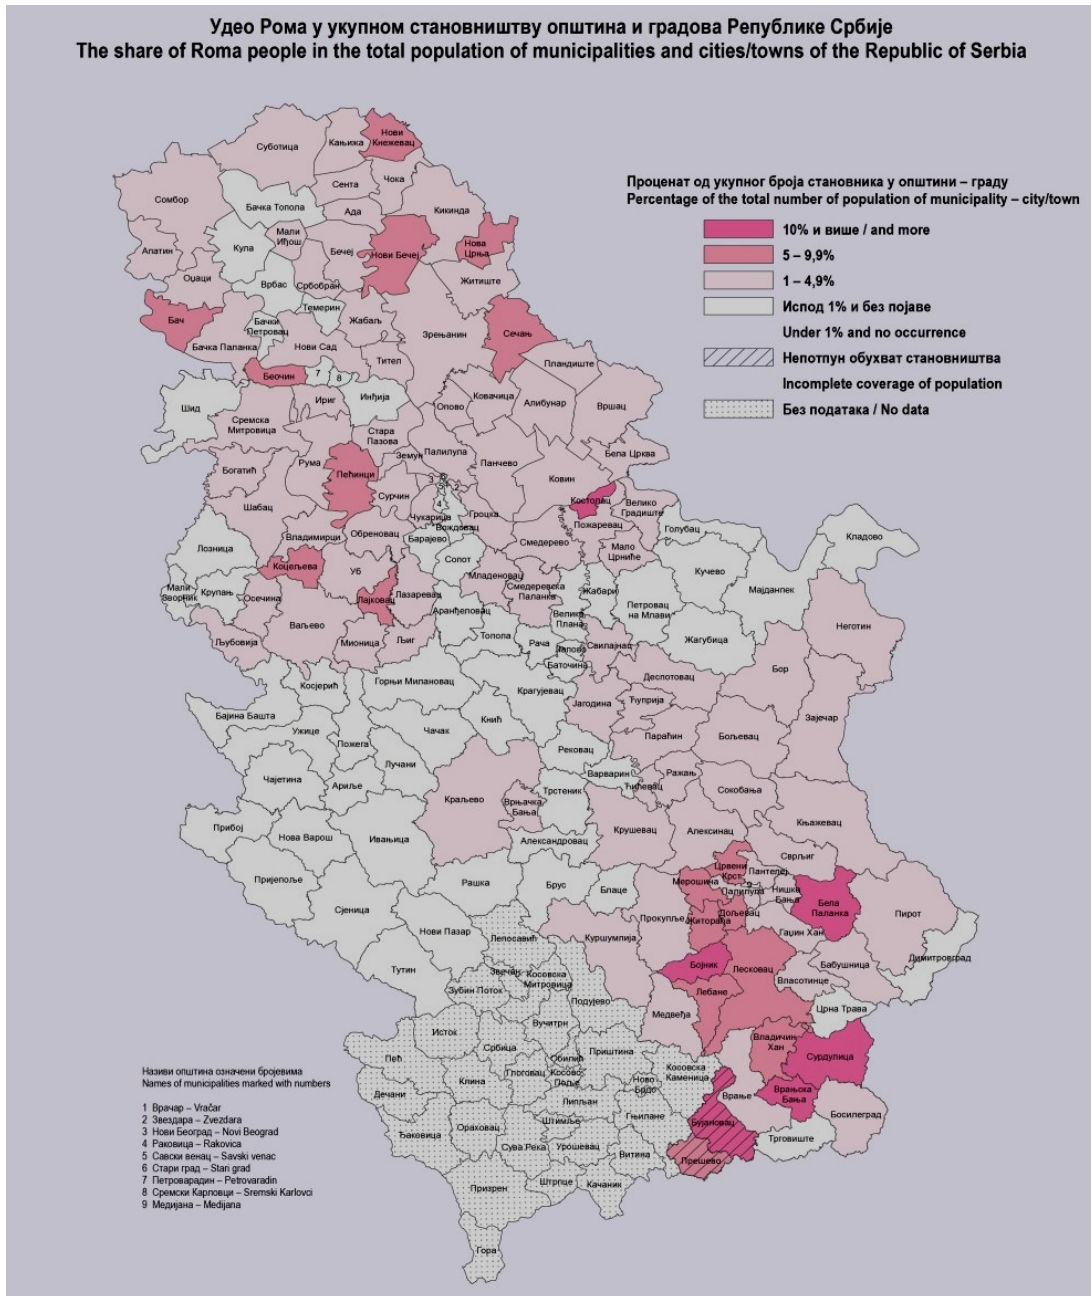 Удео Рома у укупном становништву општина и градова Републике Србије
The share of Roma people in the total population of municipalities and cities/towns of the Republic of Serbia
Проценат од укупног броја становника у општини – граду
Percentage of the total number of population of municipality – city/town
10% и више / and more
5 – 9,9%
1 – 4,9%
Испод 1% и без појаве
Under 1% and no occurrence
Непотпун обухват становништва
Incomplete coverage of population
Без података / No data
Суботица
Кањижа
Нови
Кнежевац
Сомбор
Бачка Топола
Сента
Чока
Ада
Кикинда
Апатин
Кула
Мали
Иђош
Бечеј
Нови Бечеј
Нова
Црња
Оџаци
Врбас
Србобран
Житиште
Бач
Бачки
Петровац
Темерин
Жабаљ
Зрењанин
Сечањ
Бачка Паланка
Нови Сад
Тител
Пландиште
Беочин
7
8
Шид
Ириг
Инђија
Опово
Ковачица
Алибунар
Вршац
Сремска
Митровица
Стара
Пазова
Рума
Земун
Палилула
Панчево
Бела Црква
Богатић
Пећинци
Сурчин
Ковин
Шабац
Чукарица
Вождовац
Гроцка
Костолац
Велико
Градиште
Владимирци
Обреновац
Барајево
Смедерево
Пожаревац
Голубац
Кладово
Лозница
Коцељева
Уб
Сопот
Мало
Црниће
Кучево
Мали
Зворник
Крупањ
Осечина
Лајковац
Лазаревац
Младеновац
Смедеревска
Паланка
Жабари
Петровац
на Млави
Мајданпек
Ваљево
Аранђеловац
Велика
Плана
Неготин
Љубовија
Мионица
Љиг
Топола
Рача
Лапово
Свилајнац
Жагубица
Баточина
Бор
Косјерић
Горњи Милановац
Крагујевац
Деспотовац
Бајина Башта
Кнић
Јагодина
Ћуприја
Зајечар
Ужице
Пожега
Чачак
Параћин
Бољевац
Чајетина
Ариље
Лучани
Рековац
Варварин
Ћићевац
Ражањ
Краљево
Врњачка
Бања
Трстеник
Сокобања
Прибој
Нова Варош
Ивањица
Крушевац
Алексинац
Књажевац
Александровац
Пријепоље
Сврљиг
Рашка
Брус
Блаце
Мерошина
Црвени
Крст
Пантелеј
Палилула
9
Нишка
Бања
Бела
Паланка
Сјеница
Пирот
Нови Пазар
Прокупље
Житорађа
Дољевац
Гаџин Хан
Лепосавић
Куршумлија
Тутин
Бојник
Лесковац
Бабушница
Димитровград
Звечан
Косовска
Митровица
Власотинце
Зубин Поток
Подујево
Лебане
Медвеђа
Црна Трава
Вучитрн
Исток
Србица
Обилић
Приштина
Владичин
Хан
Сурдулица
Пећ
Косово
Поље
Косовска
Каменица
Клина
Глоговац
Ново
Брдо
Врање
Врањска
Бања
Дечани
Липљан
Босилеград
Гњилане
Бујановац
Ђаковица
Ораховац
Штимље
Сува Река
Урошевац
Витина
Трговиште
Прешево
Призрен
Штрпце
Качаник
Гора
Називи општина означени бројевима
Names of municipalities marked with numbers
1 Врачар – Vračar
2 Звездара – Zvezdara
3 Нови Београд – Novi Beograd
4 Раковица – Rakovica
5 Савски венац – Savski venac
6 Стари град – Stari grad
7 Петроварадин – Petrovaradin
8 Сремски Карловци – Sremski Karlovci
9 Медијана – Medijana